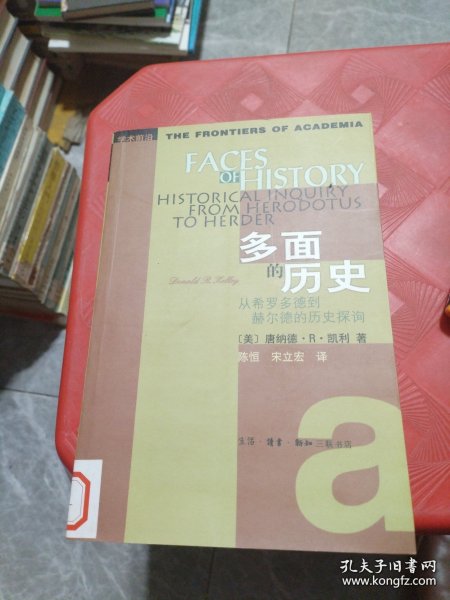 学术前沿 THE FRONTIERS OF ACADEMIA
FACES
OF HISTORY
HISTORICAL INQUIRY
FROM HERODOTUS
TO HERDER
多面
的历史
Donald R. Kelley
从希罗多德到
赫尔德的历史探询
〔美〕唐纳德·R·凯利 著
陈恒 宋立宏 译
生活·讀書·新知三联书店
a
孔夫子旧书网
www.kongfz.com